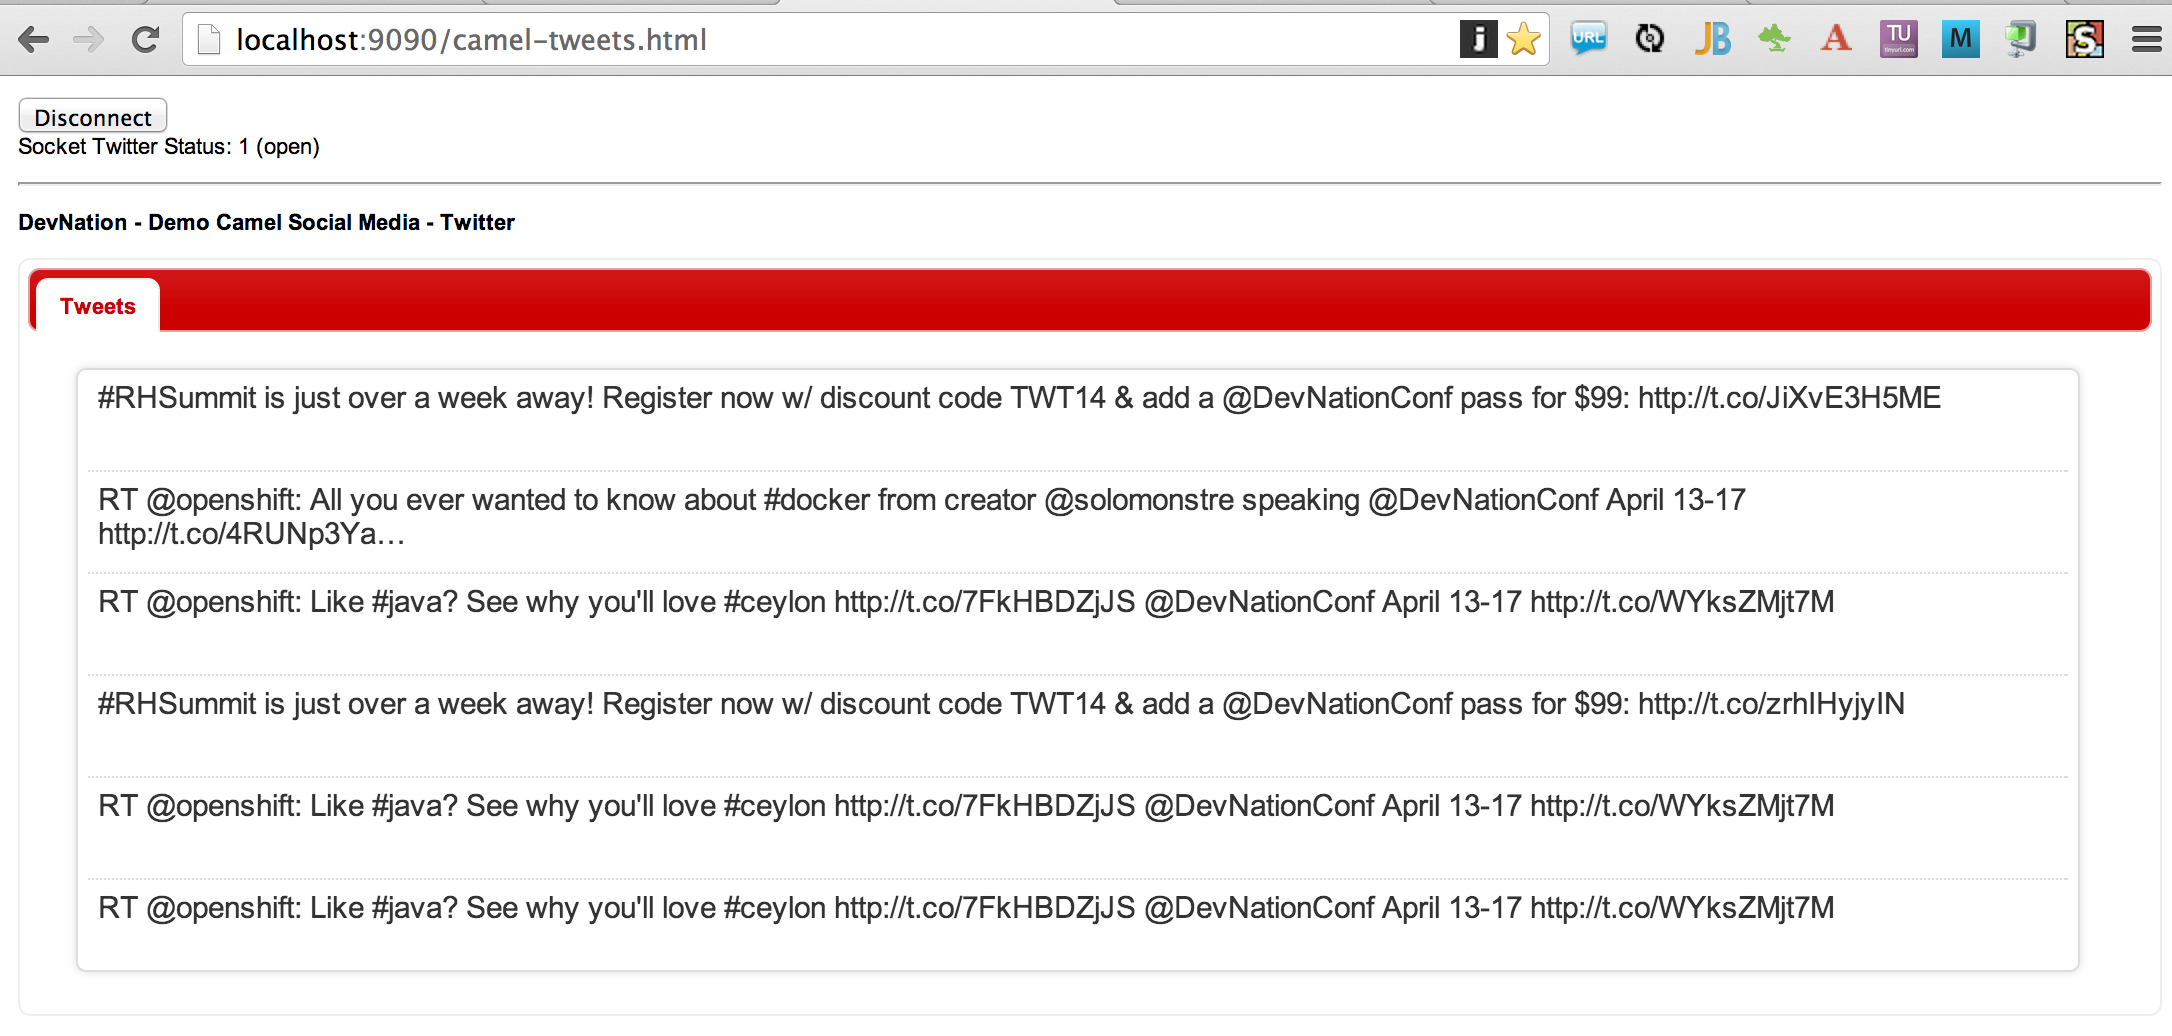 localhost:9090/camel-tweets.html
j
URL
JB
A
TU
tinyurl.com
M
S
Disconnect
Socket Twitter Status: 1 (open)
DevNation - Demo Camel Social Media - Twitter
Tweets
#RHSummit is just over a week away! Register now w/ discount code TWT14 & add a @DevNationConf pass for $99: http://t.co/JiXvE3H5ME
RT @openshift: All you ever wanted to know about #docker from creator @solomonstre speaking @DevNationConf April 13-17
http://t.co/4RUNp3Ya…
RT @openshift: Like #java? See why you'll love #ceylon http://t.co/7FkHBDZjJS @DevNationConf April 13-17 http://t.co/WYksZMjt7M
#RHSummit is just over a week away! Register now w/ discount code TWT14 & add a @DevNationConf pass for $99: http://t.co/zrhIHyjyIN
RT @openshift: Like #java? See why you'll love #ceylon http://t.co/7FkHBDZjJS @DevNationConf April 13-17 http://t.co/WYksZMjt7M
RT @openshift: Like #java? See why you'll love #ceylon http://t.co/7FkHBDZjJS @DevNationConf April 13-17 http://t.co/WYksZMjt7M